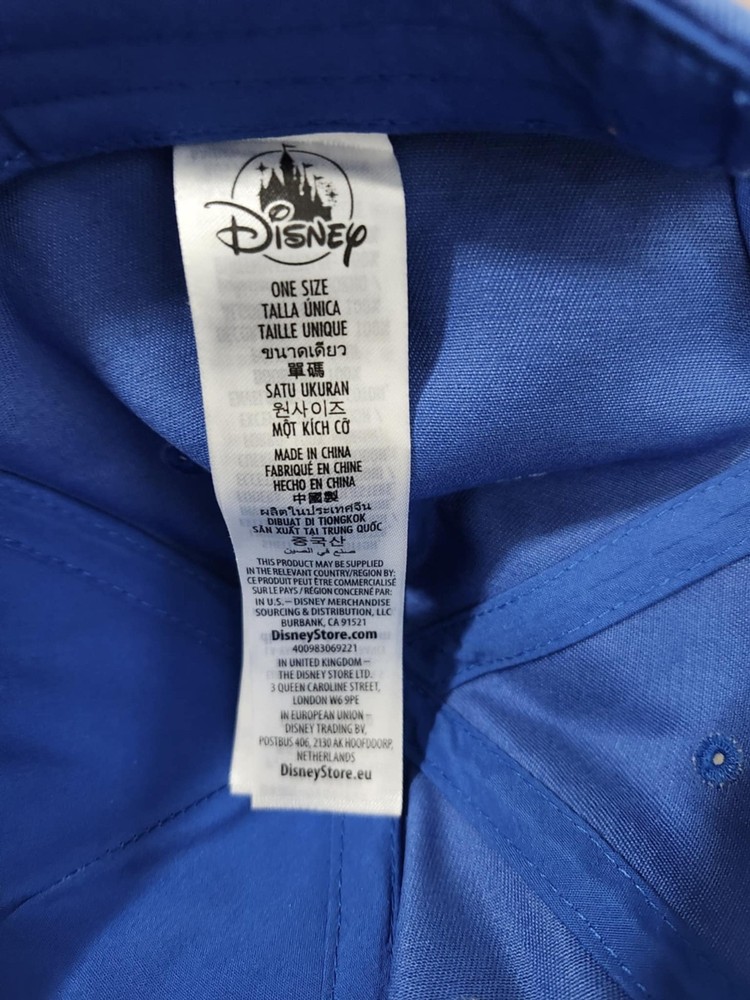 Disney
ONE SIZE
TALLA ÚNICA
TAILLE UNIQUE
ขนาดเดียว
單碼
SATU UKURAN
원사이즈
MỘT KÍCH CỠ
MADE IN CHINA
FABRIQUÉ EN CHINE
HECHO EN CHINA
中國製
ผลิตในประเทศจีน
DIBUAT DI TIONGKOK
SẢN XUẤT TẠI TRUNG QUỐC
중국산
صنع في الصين
THIS PRODUCT MAY BE SUPPLIED
IN THE RELEVANT COUNTRY/REGION BY:
CE PRODUIT PEUT ÊTRE COMMERCIALISÉ
SUR LE PAYS / RÉGION CONCERNÉ PAR:
IN U.S. – DISNEY MERCHANDISE
SOURCING & DISTRIBUTION, LLC
BURBANK, CA 91521
DisneyStore.com
400983069221
IN UNITED KINGDOM –
THE DISNEY STORE LTD.
3 QUEEN CAROLINE STREET,
LONDON W6 9PE
IN EUROPEAN UNION –
DISNEY TRADING BV,
POSTBUS 406, 2130 AK HOOFDDORP,
NETHERLANDS
DisneyStore.eu